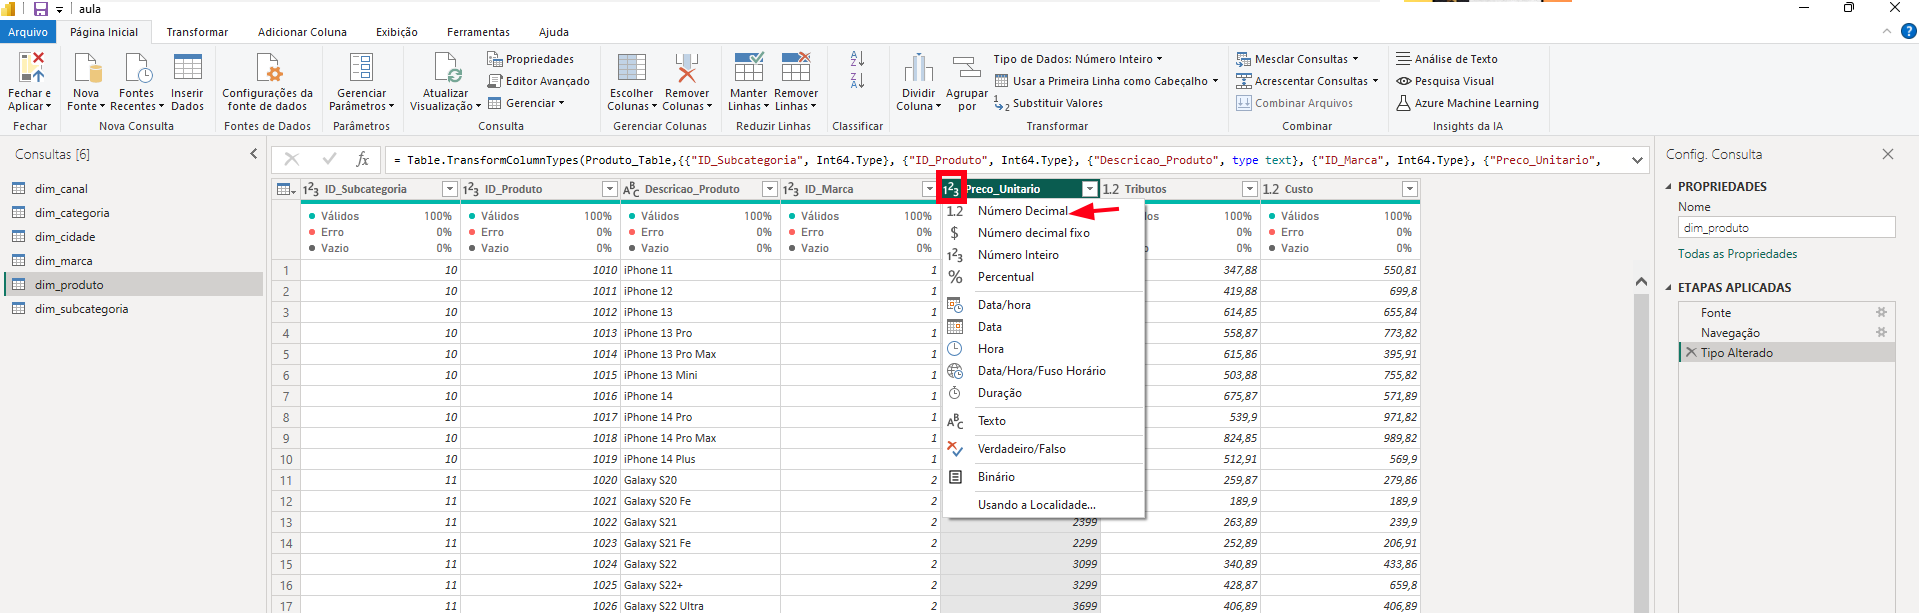 aula
Arquivo Página Inicial Transformar Adicionar Coluna Exibição Ferramentas Ajuda
Fechar e Aplicar
Fechar
Nova Fonte
Fontes Recentes
Inserir Dados
Nova Consulta
Configurações da fonte de dados
Fontes de Dados
Gerenciar Parâmetros
Parâmetros
Atualizar Visualização
Propriedades
Editor Avançado
Gerenciar
Consulta
Escolher Colunas
Remover Colunas
Gerenciar Colunas
Manter Linhas
Remover Linhas
Reduzir Linhas
Classificar
Dividir Coluna
Agrupar por
Tipo de Dados: Número Inteiro
Usar a Primeira Linha como Cabeçalho
Substituir Valores
Transformar
Mesclar Consultas
Acrescentar Consultas
Combinar Arquivos
Combinar
Análise de Texto
Pesquisa Visual
Azure Machine Learning
Insights da IA
Consultas [6]
dim_canal
dim_categoria
dim_cidade
dim_marca
dim_produto
dim_subcategoria
fx = Table.TransformColumnTypes(Produto_Table,{{"ID_Subcategoria", Int64.Type}, {"ID_Produto", Int64.Type}, {"Descricao_Produto", type text}, {"ID_Marca", Int64.Type}, {"Preco_Unitario",
123 ID_Subcategoria 123 ID_Produto ABC Descricao_Produto 123 ID_Marca 123 Preco_Unitario 1.2 Tributos 1.2 Custo
Válidos 100% Válidos 100% Válidos 100% Válidos 100% 100% Válidos 100%
Erro 0% Erro 0% Erro 0% Erro 0% 0% Erro 0%
Vazio 0% Vazio 0% Vazio 0% Vazio 0% 0% Vazio 0%
1 10 1010 iPhone 11 1 347,88 550,81
2 10 1011 iPhone 12 1 419,88 699,8
3 10 1012 iPhone 13 1 614,85 655,84
4 10 1013 iPhone 13 Pro 1 558,87 773,82
5 10 1014 iPhone 13 Pro Max 1 615,86 395,91
6 10 1015 iPhone 13 Mini 1 503,88 755,82
7 10 1016 iPhone 14 1 675,87 571,89
8 10 1017 iPhone 14 Pro 1 539,9 971,82
9 10 1018 iPhone 14 Pro Max 1 824,85 989,82
10 10 1019 iPhone 14 Plus 1 512,91 569,9
11 11 1020 Galaxy S20 2 259,87 279,86
12 11 1021 Galaxy S20 Fe 2 189,9 189,9
13 11 1022 Galaxy S21 2 2399 263,89 239,9
14 11 1023 Galaxy S21 Fe 2 2299 252,89 206,91
15 11 1024 Galaxy S22 2 3099 340,89 433,86
16 11 1025 Galaxy S22+ 2 3299 428,87 659,8
17 11 1026 Galaxy S22 Ultra 2 3699 406,89 406,89
1.2 Número Decimal
$ Número decimal fixo
123 Número Inteiro
% Percentual
Data/hora
Data
Hora
Data/Hora/Fuso Horário
Duração
ABC Texto
Verdadeiro/Falso
Binário
Usando a Localidade...
Config. Consulta
PROPRIEDADES
Nome
dim_produto
Todas as Propriedades
ETAPAS APLICADAS
Fonte
Navegação
Tipo Alterado